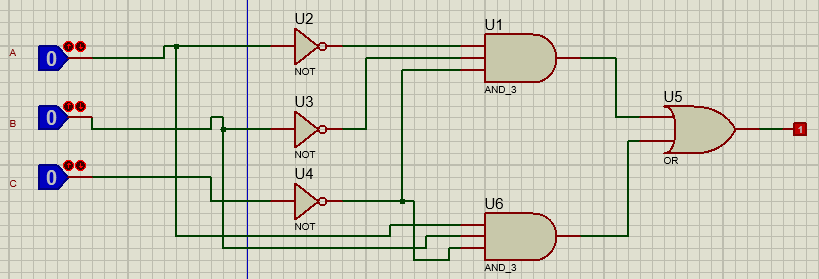 A
0
B
0
C
0
U2
NOT
U3
NOT
U4
NOT
U1
AND_3
U6
AND_3
U5
OR
1